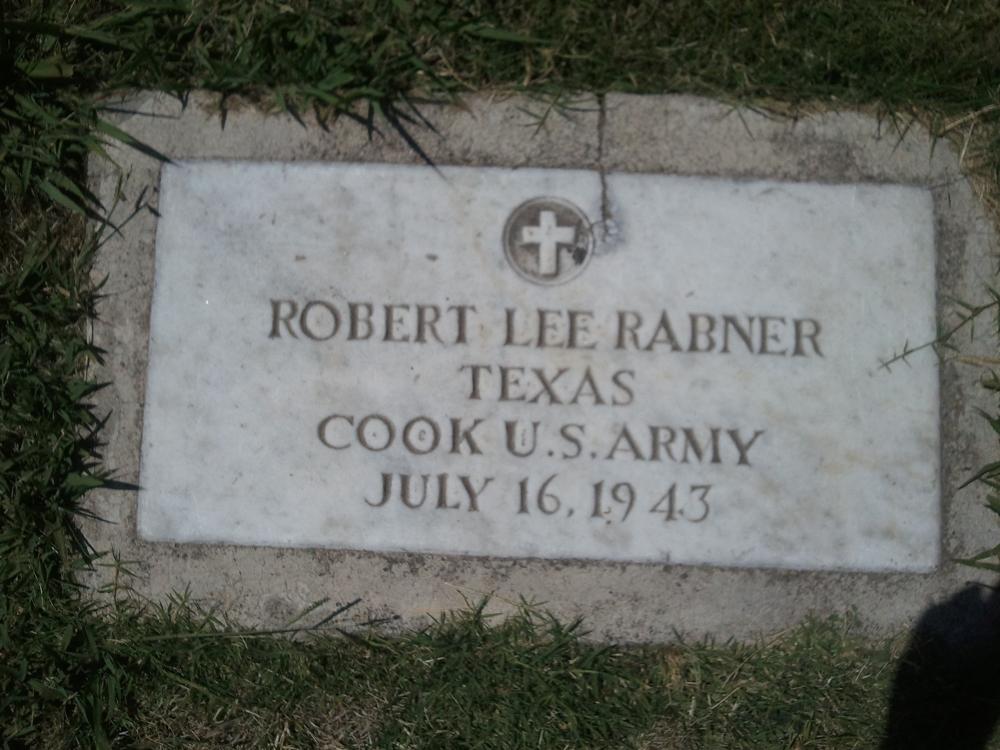 ROBERT LEE RABNER
TEXAS
COOK U.S. ARMY
JULY 16, 1943